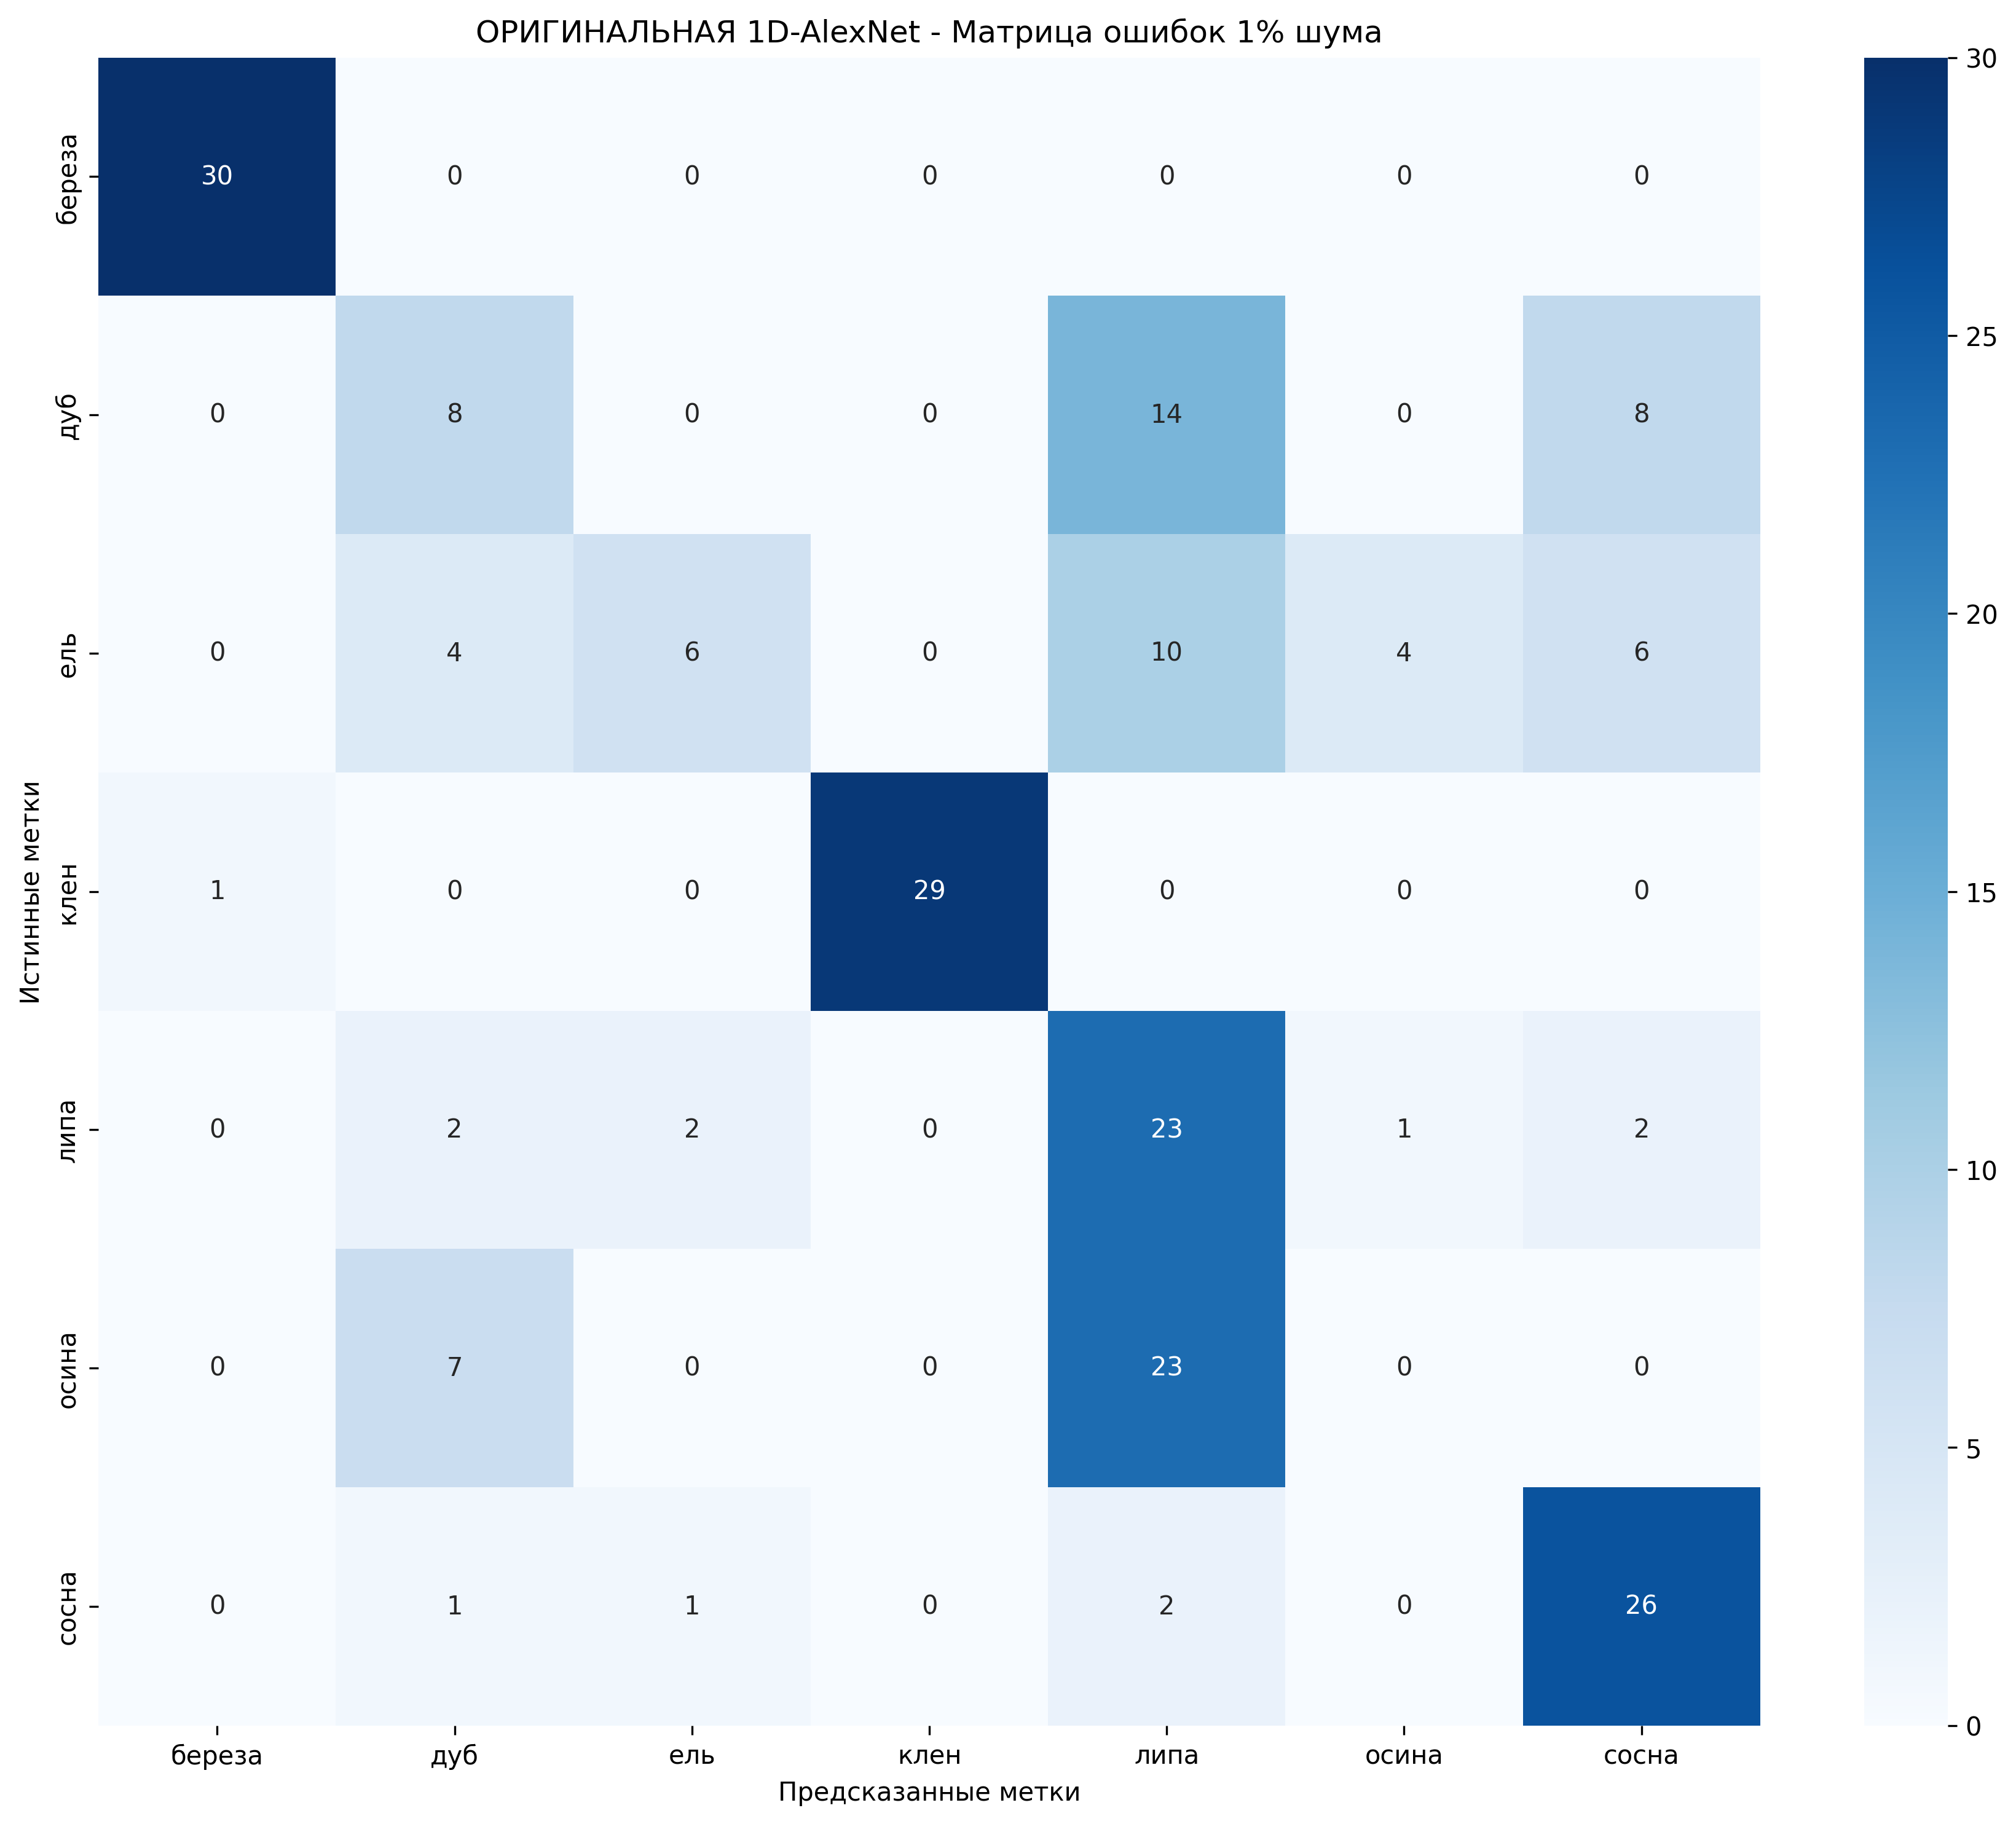 ОРИГИНАЛЬНАЯ 1D-AlexNet - Матрица ошибок 1% шума
Истинные метки
береза 30 0 0 0 0 0 0
дуб 0 8 0 0 14 0 8
ель 0 4 6 0 10 4 6
клен 1 0 0 29 0 0 0
липа 0 2 2 0 23 1 2
осина 0 7 0 0 23 0 0
сосна 0 1 1 0 2 0 26
береза дуб ель клен липа осина сосна
Предсказанные метки
30
25
20
15
10
5
0